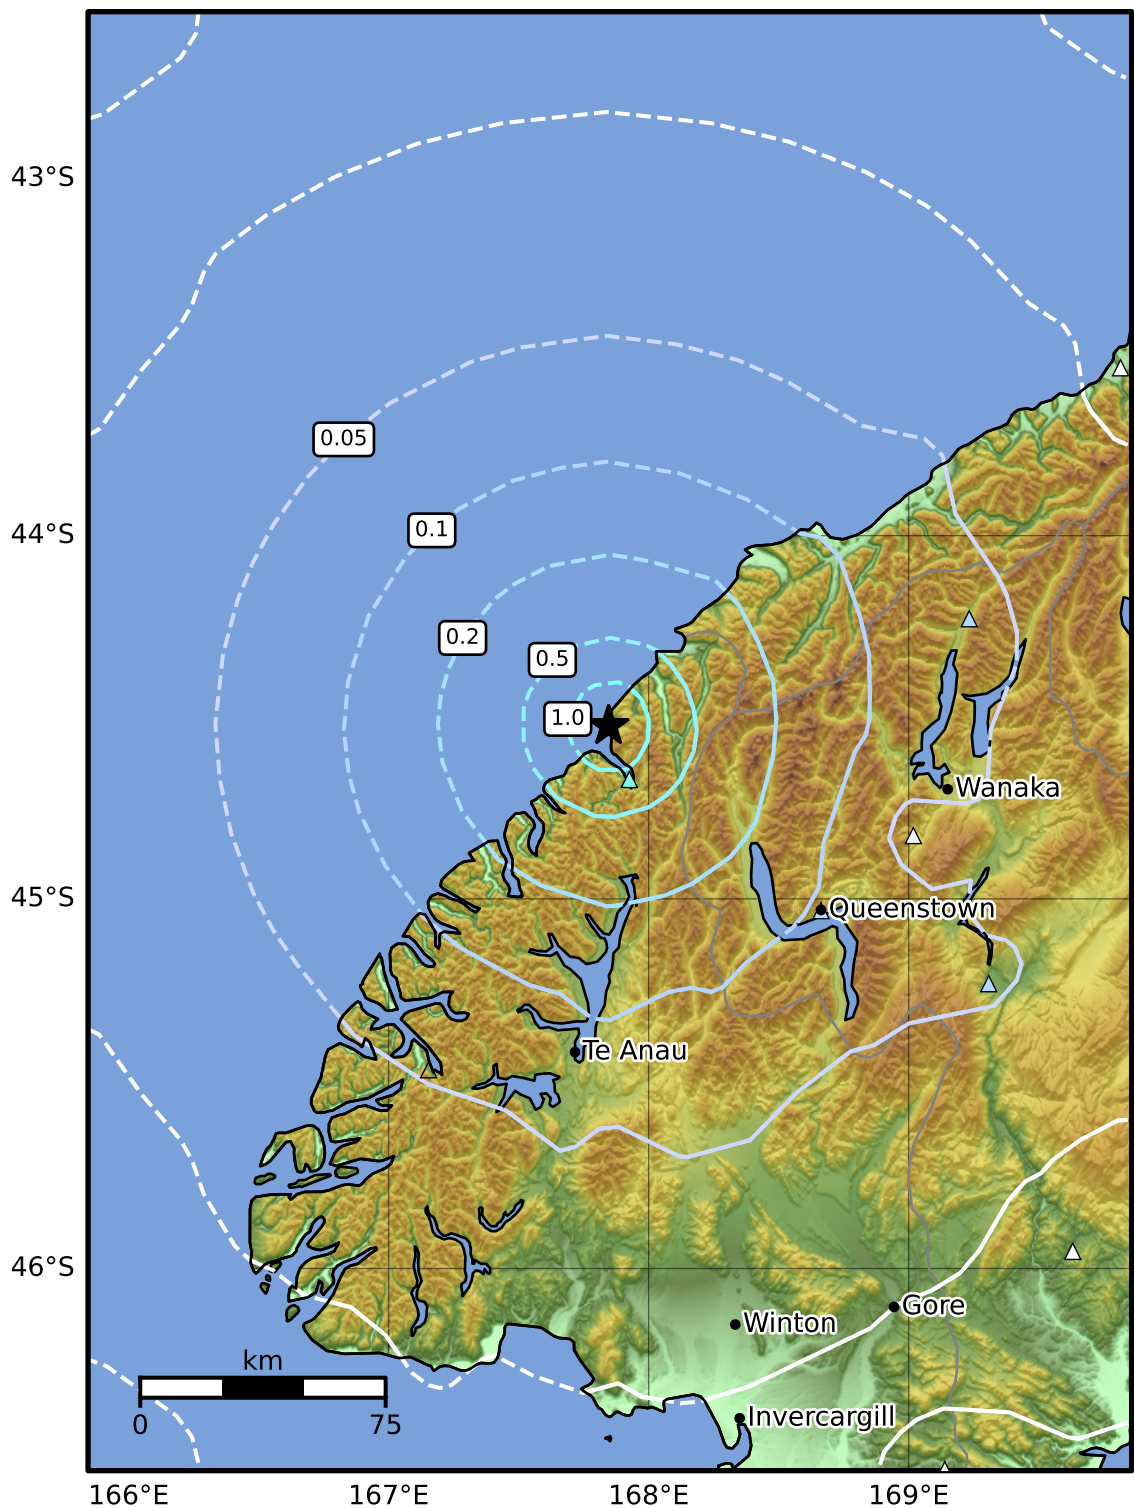 43°S
0.05
0.1
44°S
0.2
0.5
1.0
Wanaka
45°S
Queenstown
Te Anau
46°S
Gore
Winton
km
0 75
Invercargill
166°E 167°E 168°E 169°E